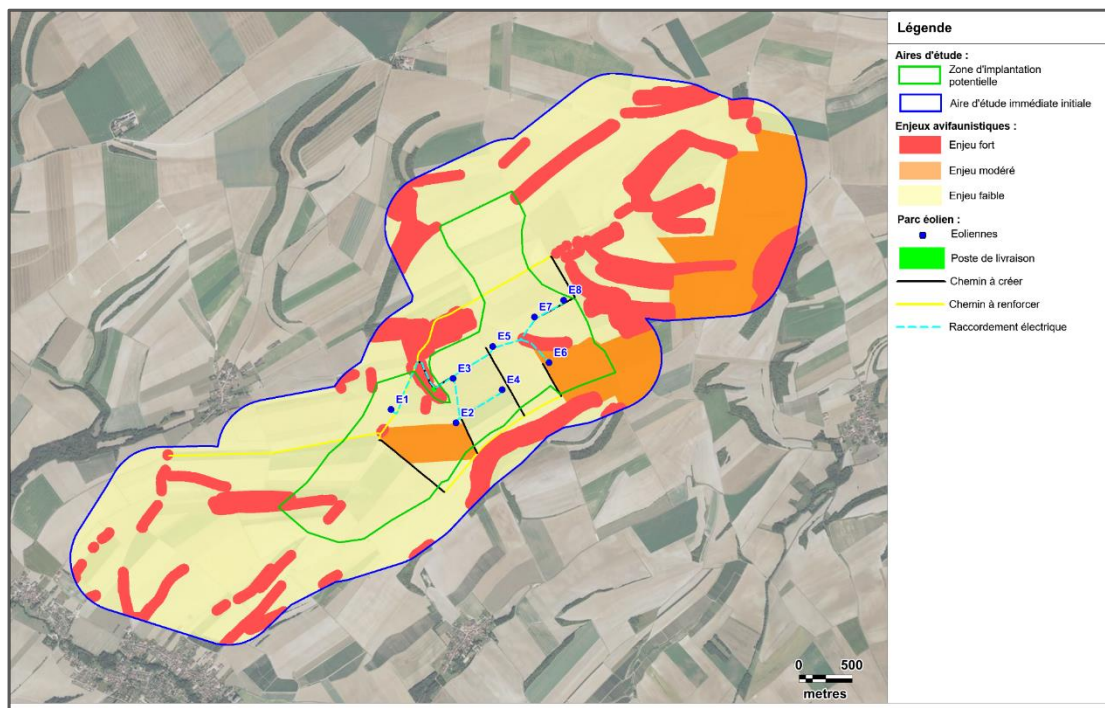 Légende
Aires d'étude :
Zone d'implantation
potentielle
Aire d'étude immédiate initiale
Enjeux avifaunistiques :
Enjeu fort
Enjeu modéré
Enjeu faible
Parc éolien :
Eoliennes
Poste de livraison
Chemin à créer
Chemin à renforcer
Raccordement électrique
E8
E7
E5
E6
E3
E4
E1
E2
0 500
metres